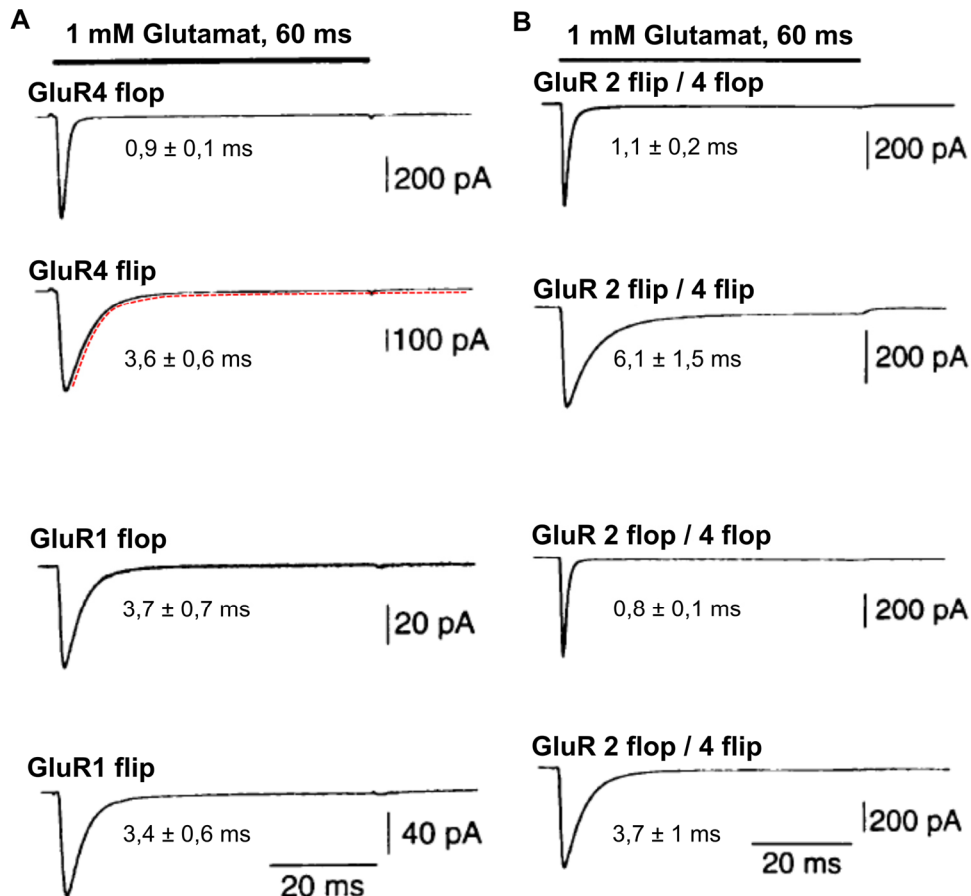 A
1 mM Glutamat, 60 ms
GluR4 flop
0,9 ± 0,1 ms
200 pA
GluR4 flip
3,6 ± 0,6 ms
100 pA
GluR1 flop
3,7 ± 0,7 ms
20 pA
GluR1 flip
3,4 ± 0,6 ms
40 pA
20 ms
B
1 mM Glutamat, 60 ms
GluR 2 flip / 4 flop
1,1 ± 0,2 ms
200 pA
GluR 2 flip / 4 flip
6,1 ± 1,5 ms
200 pA
GluR 2 flop / 4 flop
0,8 ± 0,1 ms
200 pA
GluR 2 flop / 4 flip
3,7 ± 1 ms
200 pA
20 ms